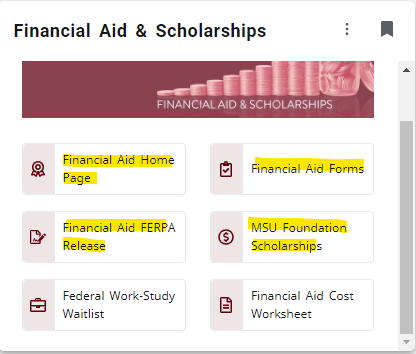 Financial Aid & Scholarships
FINANCIAL AID & SCHOLARSHIPS
Financial Aid Home
Page
Financial Aid Forms
Financial Aid FERPA
Release
MSU Foundation
Scholarships
Federal Work-Study
Waitlist
Financial Aid Cost
Worksheet